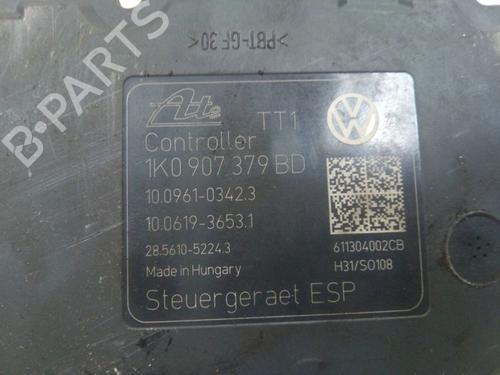 >PBT-GF 30<
B-PARTS
Ate TT1
Controller
1K0 907 379 BD
10.0961-0342.3
10.0619-3653.1
28.5610-5224.3
611304002CB
Made in Hungary
H31/SO108
Steuergeraet ESP